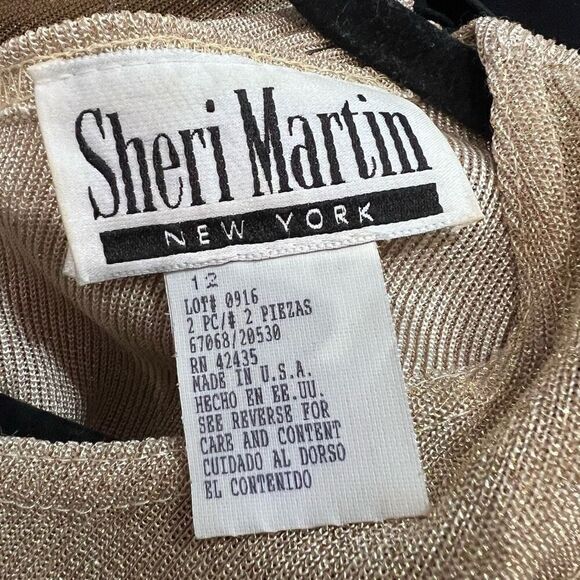 Sheri Martin
NEW YORK
12
LOT# 0916
2 PC/# 2 PIEZAS
67068/20530
RN 42435
MADE IN U.S.A.
HECHO EN EE.UU.
SEE REVERSE FOR
CARE AND CONTENT
CUIDADO AL DORSO
EL CONTENIDO